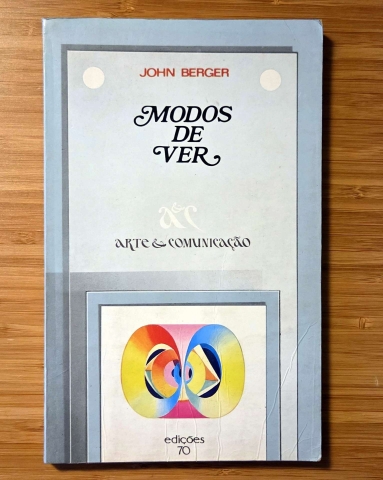 JOHN BERGER
MODOS
DE
VER
a&c
ARTE & COMUNICAÇÃO
edições
70